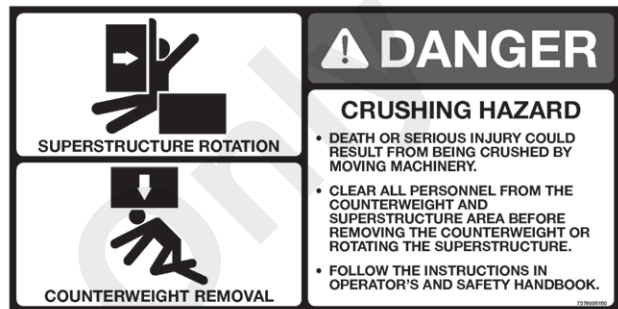 SUPERSTRUCTURE ROTATION
COUNTERWEIGHT REMOVAL
DANGER
CRUSHING HAZARD
• DEATH OR SERIOUS INJURY COULD
RESULT FROM BEING CRUSHED BY
MOVING MACHINERY.
• CLEAR ALL PERSONNEL FROM THE
COUNTERWEIGHT AND
SUPERSTRUCTURE AREA BEFORE
REMOVING THE COUNTERWEIGHT OR
ROTATING THE SUPERSTRUCTURE.
• FOLLOW THE INSTRUCTIONS IN
OPERATOR'S AND SAFETY HANDBOOK.
only